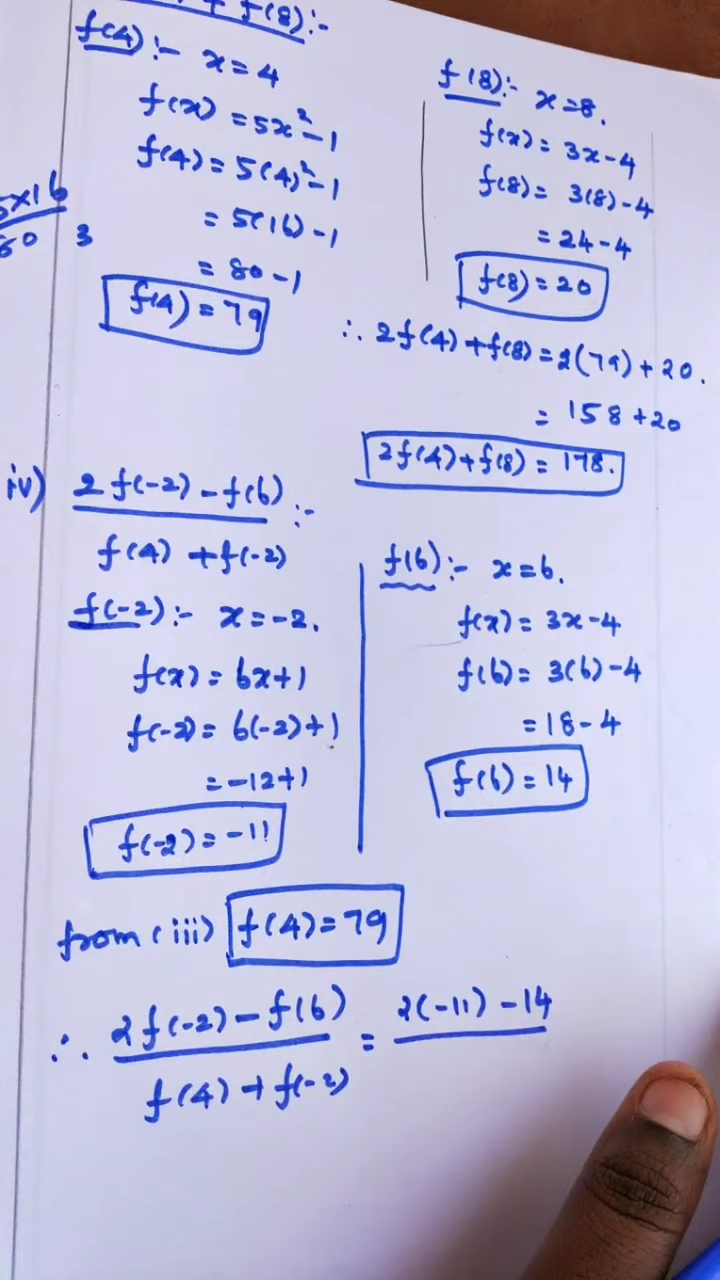 + f(8):-
f(4):- x = 4
f(x) = 5x²-1
f(4) = 5(4)²-1
= 5(16)-1
= 80-1
f(4) = 79
5x16
80 3
f(8):- x=8.
f(x) = 3x-4
f(8) = 3(8)-4
= 24-4
f(8) = 20
∴ 2f(4)+f(8) = 2(79)+20.
= 158+20
2f(4)+f(8) = 178.
iv) 2f(-2)-f(6) :-
f(4) + f(-2)
f(-2):- x = -2.
f(x) = 6x+1
f(-2) = 6(-2)+1
= -12+1
f(-2) = -11
f(6):- x=6.
f(x) = 3x-4
f(6) = 3(6)-4
= 18-4
f(6) = 14
from (iii) f(4) = 79
∴ 2f(-2)-f(6) = 2(-11)-14
f(4)+f(-2)